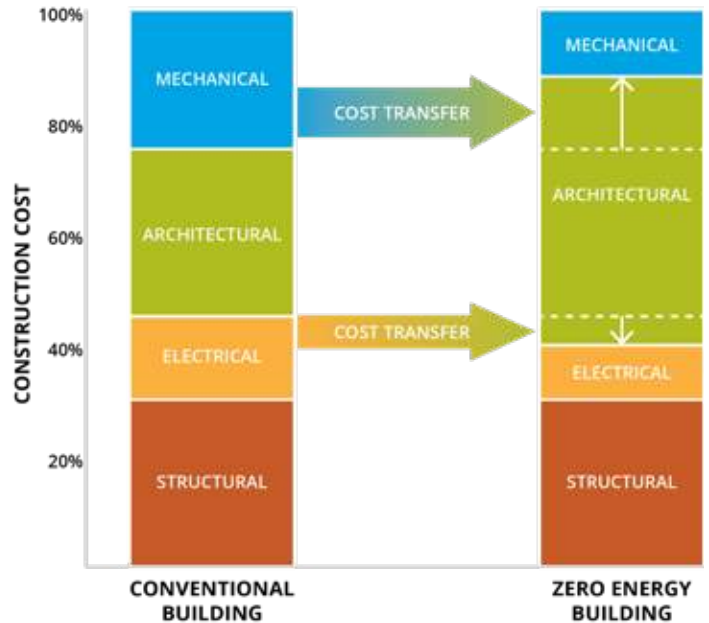 100%
80%
60%
40%
20%
CONSTRUCTION COST
MECHANICAL
ARCHITECTURAL
ELECTRICAL
STRUCTURAL
COST TRANSFER
COST TRANSFER
MECHANICAL
ARCHITECTURAL
ELECTRICAL
STRUCTURAL
CONVENTIONAL
BUILDING
ZERO ENERGY
BUILDING